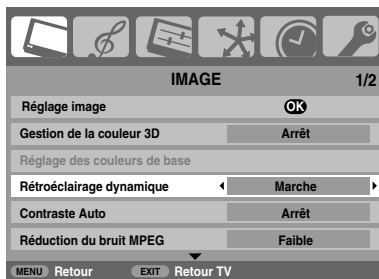 IMAGE 1/2
Réglage image OK
Gestion de la couleur 3D Arrêt
Réglage des couleurs de base
Rétroéclairage dynamique Marche
Contraste Auto Arrêt
Réduction du bruit MPEG Faible
MENU Retour EXIT Retour TV